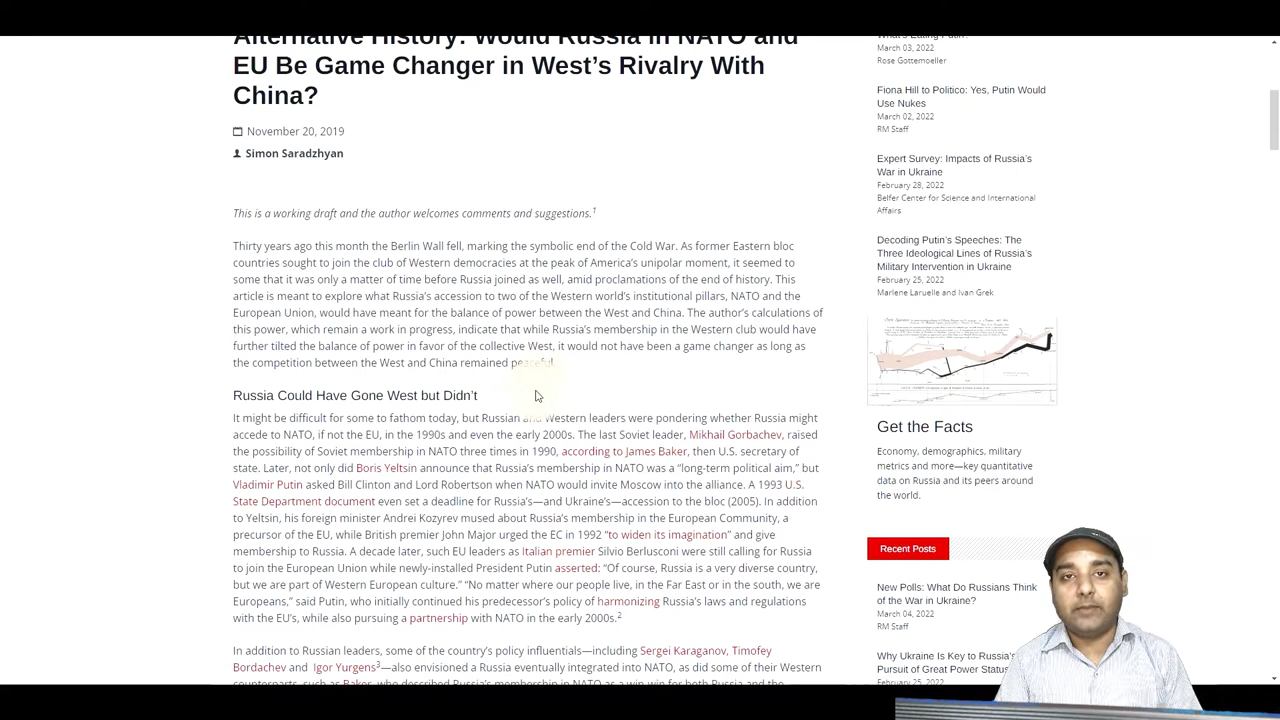 Alternative History: Would Russia in NATO and
EU Be Game Changer in West's Rivalry With
China?
November 20, 2019
Simon Saradzhyan
This is a working draft and the author welcomes comments and suggestions.1
Thirty years ago this month the Berlin Wall fell, marking the symbolic end of the Cold War. As former Eastern bloc
countries sought to join the club of Western democracies at the peak of America's unipolar moment, it seemed to
some that it was only a matter of time before Russia joined as well, amid proclamations of the end of history. This
article is meant to explore what Russia's accession to two of the Western world's institutional pillars, NATO and the
European Union, would have meant for the balance of power between the West and China. The author's calculations of
this power, which remain a work in progress, indicate that while Russia's membership in the Western club would have
further tilted the balance of power in favor of the collective West, it would not have been a game changer as long as
the competition between the West and China remained peaceful.
Russia Could Have Gone West but Didn't
It might be difficult for some to fathom today, but Russian and Western leaders were pondering whether Russia might
accede to NATO, if not the EU, in the 1990s and even the early 2000s. The last Soviet leader, Mikhail Gorbachev, raised
the possibility of Soviet membership in NATO three times in 1990, according to James Baker, then U.S. secretary of
state. Later, not only did Boris Yeltsin announce that Russia's membership in NATO was a “long-term political aim,” but
Vladimir Putin asked Bill Clinton and Lord Robertson when NATO would invite Moscow into the alliance. A 1993 U.S.
State Department document even set a deadline for Russia's—and Ukraine's—accession to the bloc (2005). In addition
to Yeltsin, his foreign minister Andrei Kozyrev mused about Russia's membership in the European Community, a
precursor of the EU, while British premier John Major urged the EC in 1992 “to widen its imagination” and give
membership to Russia. A decade later, such EU leaders as Italian premier Silvio Berlusconi were still calling for Russia
to join the European Union while newly-installed President Putin asserted: “Of course, Russia is a very diverse country,
but we are part of Western European culture.” “No matter where our people live, in the Far East or in the south, we are
Europeans,” said Putin, who initially continued his predecessor's policy of harmonizing Russia's laws and regulations
with the EU's, while also pursuing a partnership with NATO in the early 2000s.2
In addition to Russian leaders, some of the country's policy influentials—including Sergei Karaganov, Timofey
Bordachev and Igor Yurgens3—also envisioned a Russia eventually integrated into NATO, as did some of their Western
counterparts, such as Baker, who described Russia's membership in NATO as a win-win for both Russia and the
What's Eating Putin?
March 03, 2022
Rose Gottemoeller
Fiona Hill to Politico: Yes, Putin Would
Use Nukes
March 02, 2022
RM Staff
Expert Survey: Impacts of Russia's
War in Ukraine
February 28, 2022
Belfer Center for Science and International
Affairs
Decoding Putin's Speeches: The
Three Ideological Lines of Russia's
Military Intervention in Ukraine
February 25, 2022
Marlene Laruelle and Ivan Grek
Get the Facts
Economy, demographics, military
metrics and more—key quantitative
data on Russia and its peers around
the world.
Recent Posts
New Polls: What Do Russians Think
of the War in Ukraine?
March 04, 2022
RM Staff
Why Ukraine Is Key to Russia's
Pursuit of Great Power Status
February 25, 2022